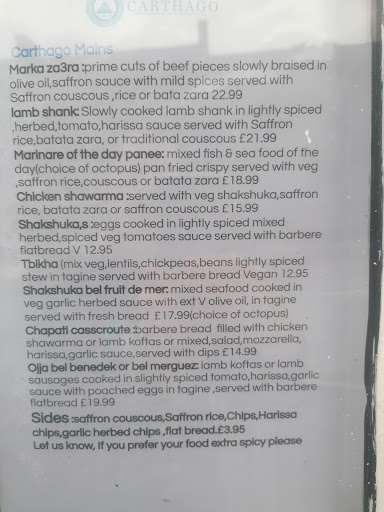 CARTHAGO
Carthago Mains
Marka za3ra :prime cuts of beef pieces slowly braised in
olive oil,saffron sauce with mild spices served with
Saffron couscous ,rice or bata zara 22.99
lamb shank: Slowly cooked lamb shank in lightly spiced
,herbed,tomato,harissa sauce served with Saffron
rice,batata zara, or traditional couscous £21.99
Marinare of the day panee: mixed fish & sea food of the
day(choice of octopus) pan fried crispy served with veg
,saffron rice,couscous or batata zara £18.99
Chicken shawarma :served with veg shakshuka,saffron
rice, batata zara or saffron couscous £15.99
Shakshuka,s :eggs cooked in lightly spiced mixed
herbed,spiced veg tomatoes sauce served with barbere
flatbread V 12.95
Tbikha (mix veg,lentils,chickpeas,beans lightly spiced
stew in tagine served with barbere bread Vegan 12.95
Shakshuka bel fruit de mer: mixed seafood cooked in
veg garlic herbed sauce with ext V olive oil, in tagine
served with fresh bread £17.99(choice of octopus)
Chapati casscroute :barbere bread filled with chicken
shawarma or lamb koftas or mixed,salad,mozzarella,
harissa,garlic sauce,served with dips £14.99
Ojja bel benedek or bel merguez: lamb koftas or lamb
sausages cooked in slightly spiced tomato,harissa,garlic
sauce with poached eggs in tagine ,served with barbere
flatbread £19.99
Sides :saffron couscous,Saffron rice,Chips,Harissa
chips,garlic herbed chips ,flat bread.£3.95
Let us know, If you prefer your food extra spicy please